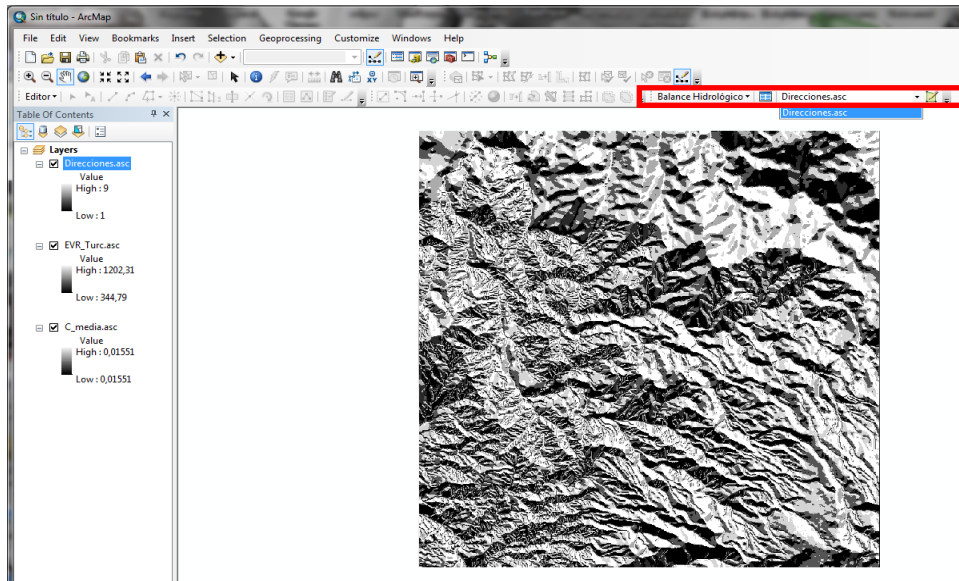 Sin título - ArcMap
File Edit View Bookmarks Insert Selection Geoprocessing Customize Windows Help
Editor
Balance Hidrológico
Direcciones.asc
Direcciones.asc
Table Of Contents
Layers
Direcciones.asc
Value
High : 9
Low : 1
EVR_Turc.asc
Value
High : 1202,31
Low : 344,79
C_media.asc
Value
High : 0,01551
Low : 0,01551